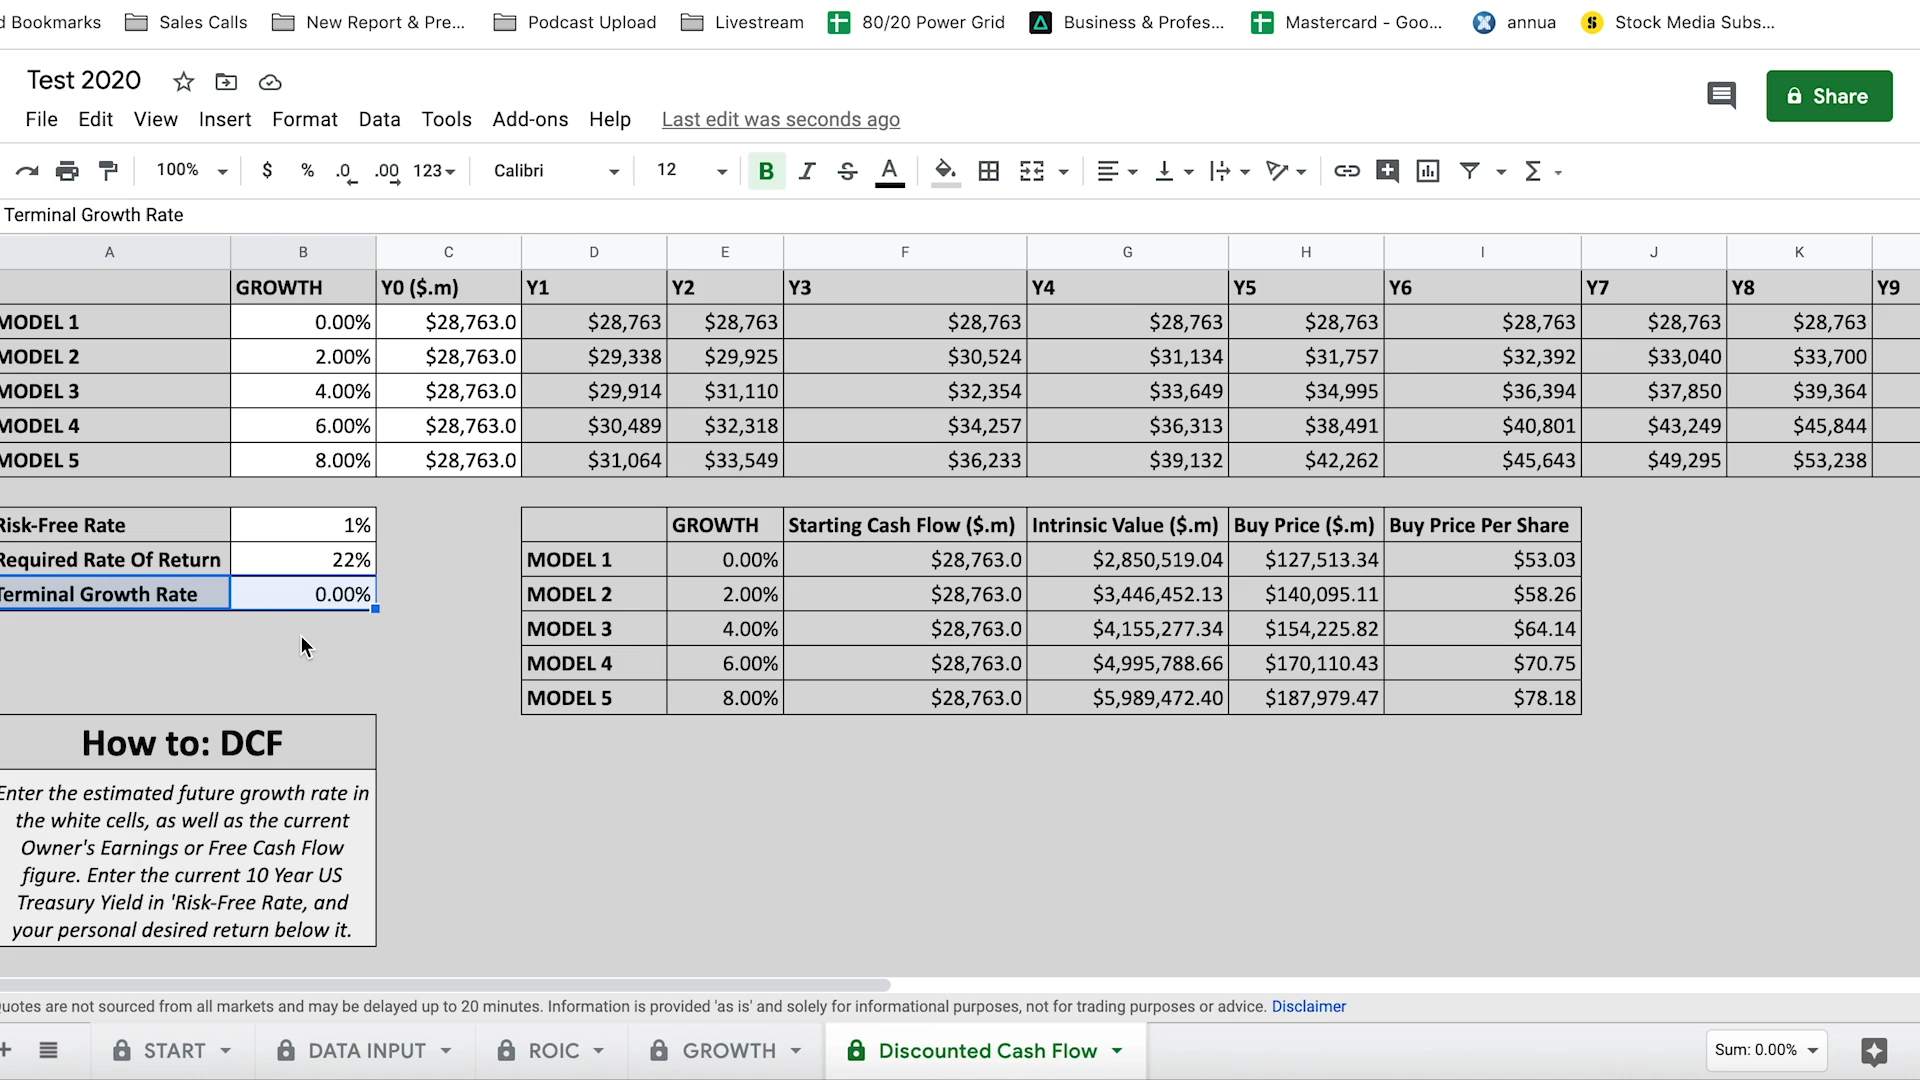 d Bookmarks Sales Calls New Report & Pre... Podcast Upload Livestream 80/20 Power Grid Business & Profes... Mastercard - Goo... annua Stock Media Subs...
Test 2020
Share
File Edit View Insert Format Data Tools Add-ons Help Last edit was seconds ago
100% $ % .0 .00 123 Calibri 12 B I S A Σ
Terminal Growth Rate
A B C D E F G H I J K
GROWTH Y0 ($.m) Y1 Y2 Y3 Y4 Y5 Y6 Y7 Y8 Y9
MODEL 1 0.00% $28,763.0 $28,763 $28,763 $28,763 $28,763 $28,763 $28,763 $28,763 $28,763
MODEL 2 2.00% $28,763.0 $29,338 $29,925 $30,524 $31,134 $31,757 $32,392 $33,040 $33,700
MODEL 3 4.00% $28,763.0 $29,914 $31,110 $32,354 $33,649 $34,995 $36,394 $37,850 $39,364
MODEL 4 6.00% $28,763.0 $30,489 $32,318 $34,257 $36,313 $38,491 $40,801 $43,249 $45,844
MODEL 5 8.00% $28,763.0 $31,064 $33,549 $36,233 $39,132 $42,262 $45,643 $49,295 $53,238
Risk-Free Rate 1% GROWTH Starting Cash Flow ($.m) Intrinsic Value ($.m) Buy Price ($.m) Buy Price Per Share
Required Rate Of Return 22% MODEL 1 0.00% $28,763.0 $2,850,519.04 $127,513.34 $53.03
Terminal Growth Rate 0.00% MODEL 2 2.00% $28,763.0 $3,446,452.13 $140,095.11 $58.26
MODEL 3 4.00% $28,763.0 $4,155,277.34 $154,225.82 $64.14
MODEL 4 6.00% $28,763.0 $4,995,788.66 $170,110.43 $70.75
MODEL 5 8.00% $28,763.0 $5,989,472.40 $187,979.47 $78.18
How to: DCF
Enter the estimated future growth rate in
the white cells, as well as the current
Owner's Earnings or Free Cash Flow
figure. Enter the current 10 Year US
Treasury Yield in 'Risk-Free Rate, and
your personal desired return below it.
Quotes are not sourced from all markets and may be delayed up to 20 minutes. Information is provided 'as is' and solely for informational purposes, not for trading purposes or advice. Disclaimer
START DATA INPUT ROIC GROWTH Discounted Cash Flow Sum: 0.00%